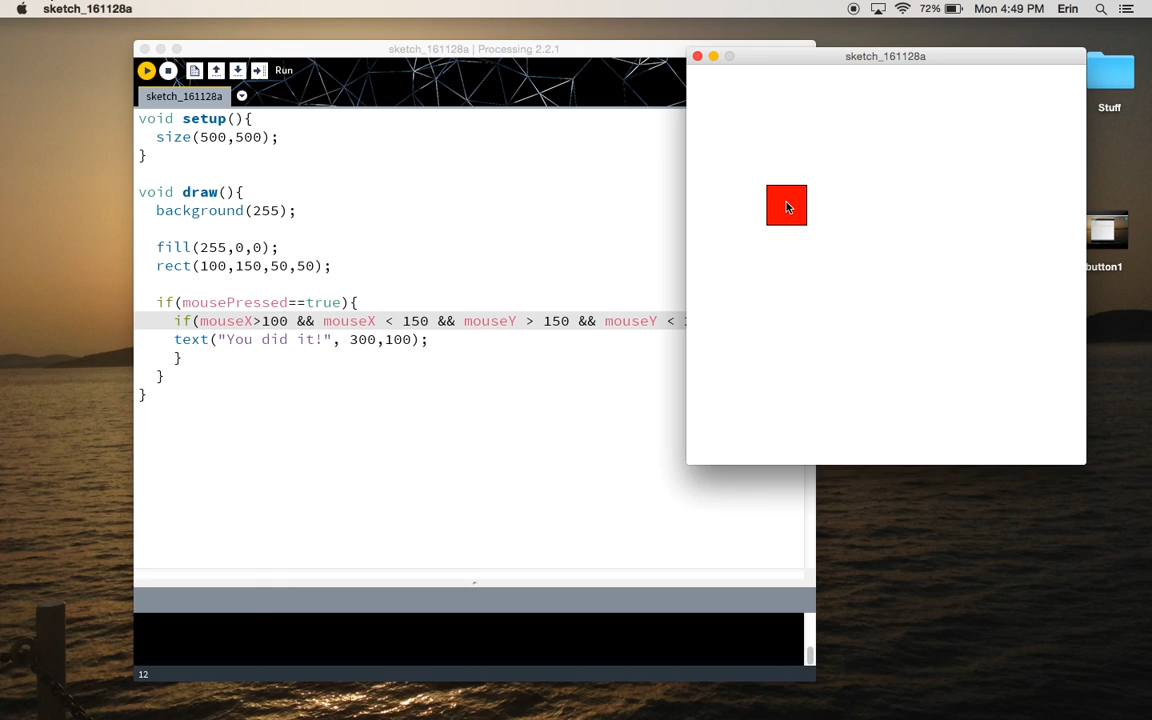 sketch_161128a
72%
Mon 4:49 PM
Erin
sketch_161128a | Processing 2.2.1
Run
sketch_161128a
void setup(){
size(500,500);
}
void draw(){
background(255);
fill(255,0,0);
rect(100,150,50,50);
if(mousePressed==true){
if(mouseX>100 && mouseX < 150 && mouseY > 150 && mouseY <
text("You did it!", 300,100);
}
}
}
12
sketch_161128a
Stuff
button1